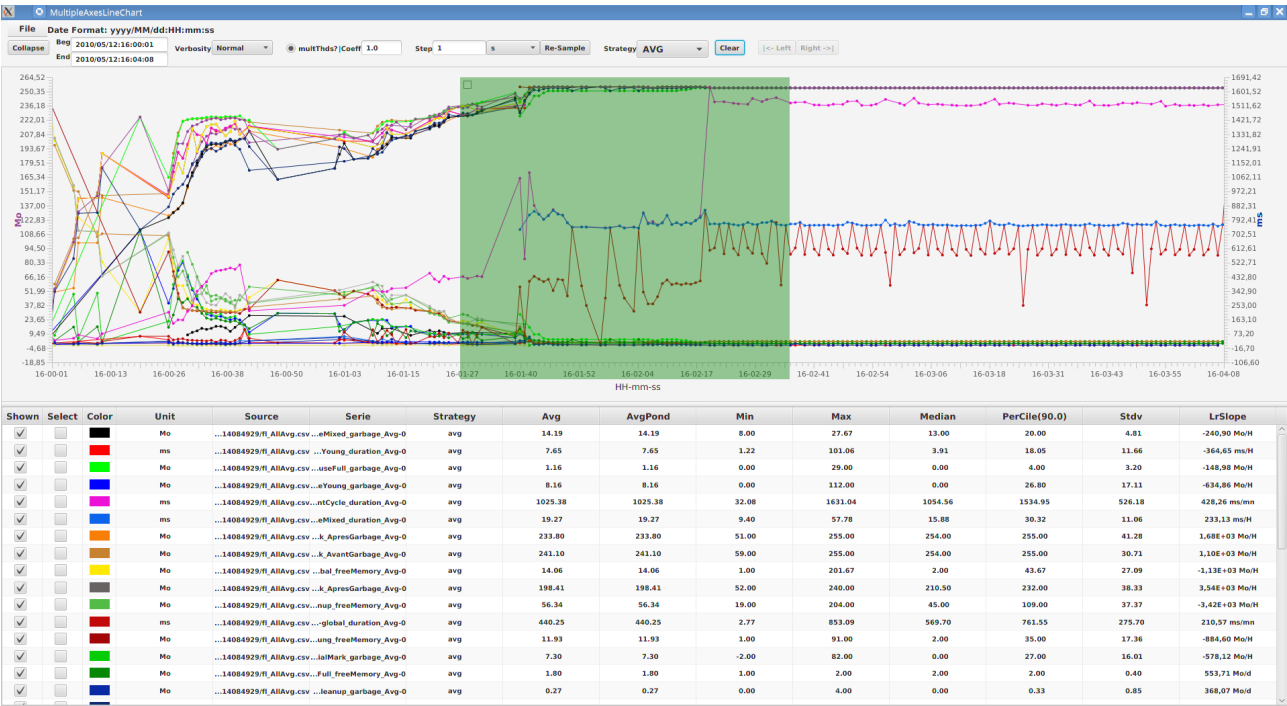 X MultipleAxesLineChart
File Date Format: yyyy/MM/dd:HH:mm:ss
Collapse Beg 2010/05/12:16:00:01 Verbosity Normal multThds?|Coeff 1.0 Step 1 s Re-Sample Strategy AVG Clear |<- Left Right ->|
End 2010/05/12:16:04:08
264,52 1691,42
250,35 1601,52
236,18 1511,62
222,01 1421,72
207,84 1331,82
193,67 1241,91
179,51 1152,01
165,34 1062,11
151,17 972,21
137,00 882,31
Mo 122,83 792,41 ms
108,66 702,51
94,50 612,61
80,33 522,71
66,16 432,80
51,99 342,90
37,82 253,00
23,65 163,10
9,49 73,20
-4,68 -16,70
-18,85 -106,60
16-00-01 16-00-13 16-00-26 16-00-38 16-00-50 16-01-03 16-01-15 16-01-27 16-01-40 16-01-52 16-02-04 16-02-17 16-02-29 16-02-41 16-02-54 16-03-06 16-03-18 16-03-31 16-03-43 16-03-55 16-04-08
HH-mm-ss
Shown Select Color Unit Source Serie Strategy Avg AvgPond Min Max Median PerCile(90.0) Stdv LrSlope
Mo ...14084929/fl_AllAvg.csv ...eMixed_garbage_Avg-0 avg 14.19 14.19 8.00 27.67 13.00 20.00 4.81 -240,90 Mo/H
ms ...14084929/fl_AllAvg.csv ...Young_duration_Avg-0 avg 7.65 7.65 1.22 101.06 3.91 18.05 11.66 -364,65 ms/H
Mo ...14084929/fl_AllAvg.csv ...useFull_garbage_Avg-0 avg 1.16 1.16 0.00 29.00 0.00 4.00 3.20 -148,98 Mo/H
Mo ...14084929/fl_AllAvg.csv ...eYoung_garbage_Avg-0 avg 8.16 8.16 0.00 112.00 0.00 26.80 17.11 -634,86 Mo/H
ms ...14084929/fl_AllAvg.csv ...ntCycle_duration_Avg-0 avg 1025.38 1025.38 32.08 1631.04 1054.56 1534.95 526.18 428,26 ms/mn
ms ...14084929/fl_AllAvg.csv ...eMixed_duration_Avg-0 avg 19.27 19.27 9.40 57.78 15.88 30.32 11.06 233,13 ms/H
Mo ...14084929/fl_AllAvg.csv ...k_ApresGarbage_Avg-0 avg 233.80 233.80 51.00 255.00 254.00 255.00 41.28 1,68E+03 Mo/H
Mo ...14084929/fl_AllAvg.csv ...k_AvantGarbage_Avg-0 avg 241.10 241.10 59.00 255.00 254.00 255.00 30.71 1,10E+03 Mo/H
Mo ...14084929/fl_AllAvg.csv ...bal_freeMemory_Avg-0 avg 14.06 14.06 1.00 201.67 2.00 43.67 27.09 -1,13E+03 Mo/H
Mo ...14084929/fl_AllAvg.csv ...k_ApresGarbage_Avg-0 avg 198.41 198.41 52.00 240.00 210.50 232.00 38.33 3,54E+03 Mo/H
Mo ...14084929/fl_AllAvg.csv ...nup_freeMemory_Avg-0 avg 56.34 56.34 19.00 204.00 45.00 109.00 37.37 -3,42E+03 Mo/H
ms ...14084929/fl_AllAvg.csv ...-global_duration_Avg-0 avg 440.25 440.25 2.77 853.09 569.70 761.55 275.70 210,57 ms/mn
Mo ...14084929/fl_AllAvg.csv ...ung_freeMemory_Avg-0 avg 11.93 11.93 1.00 91.00 2.00 35.00 17.36 -884,60 Mo/H
Mo ...14084929/fl_AllAvg.csv ...ialMark_garbage_Avg-0 avg 7.30 7.30 -2.00 82.00 0.00 27.00 16.01 -578,12 Mo/H
Mo ...14084929/fl_AllAvg.csv ...Full_freeMemory_Avg-0 avg 1.80 1.80 1.00 2.00 2.00 2.00 0.40 553,71 Mo/d
Mo ...14084929/fl_AllAvg.csv ...leanup_garbage_Avg-0 avg 0.27 0.27 0.00 4.00 0.00 0.33 0.85 368,07 Mo/d